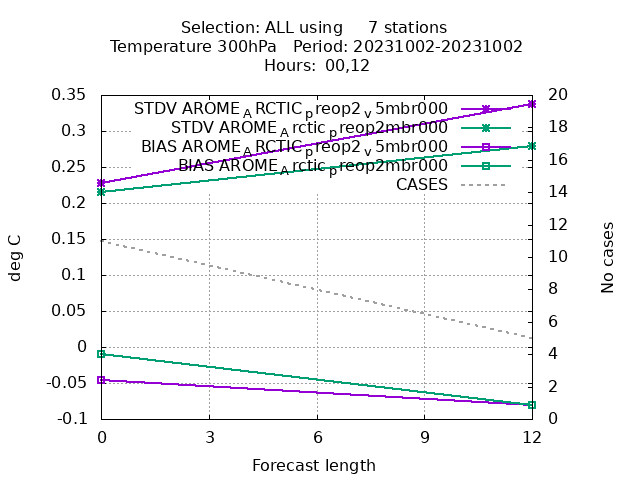 Selection: ALL using     7 stations
Temperature 300hPa   Period: 20231002-20231002
Hours: 00,12
STDV AROME_ARCTIC_preop2_v5mbr000
STDV AROME_Arctic_preop2mbr000
BIAS AROME_ARCTIC_preop2_v5mbr000
BIAS AROME_Arctic_preop2mbr000
CASES
0.35
0.3
0.25
0.2
0.15
0.1
0.05
0
-0.05
-0.1
deg C
20
18
16
14
12
10
8
6
4
2
0
No cases
0 3 6 9 12
Forecast length